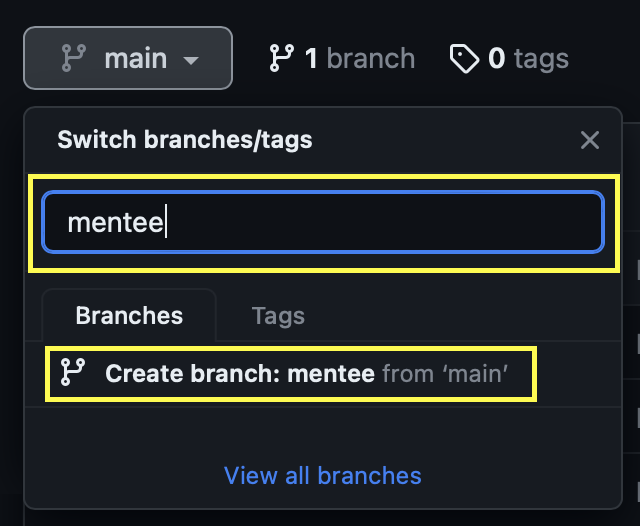 main 1 branch 0 tags
Switch branches/tags
mentee
Branches Tags
Create branch: mentee from ‘main’
View all branches